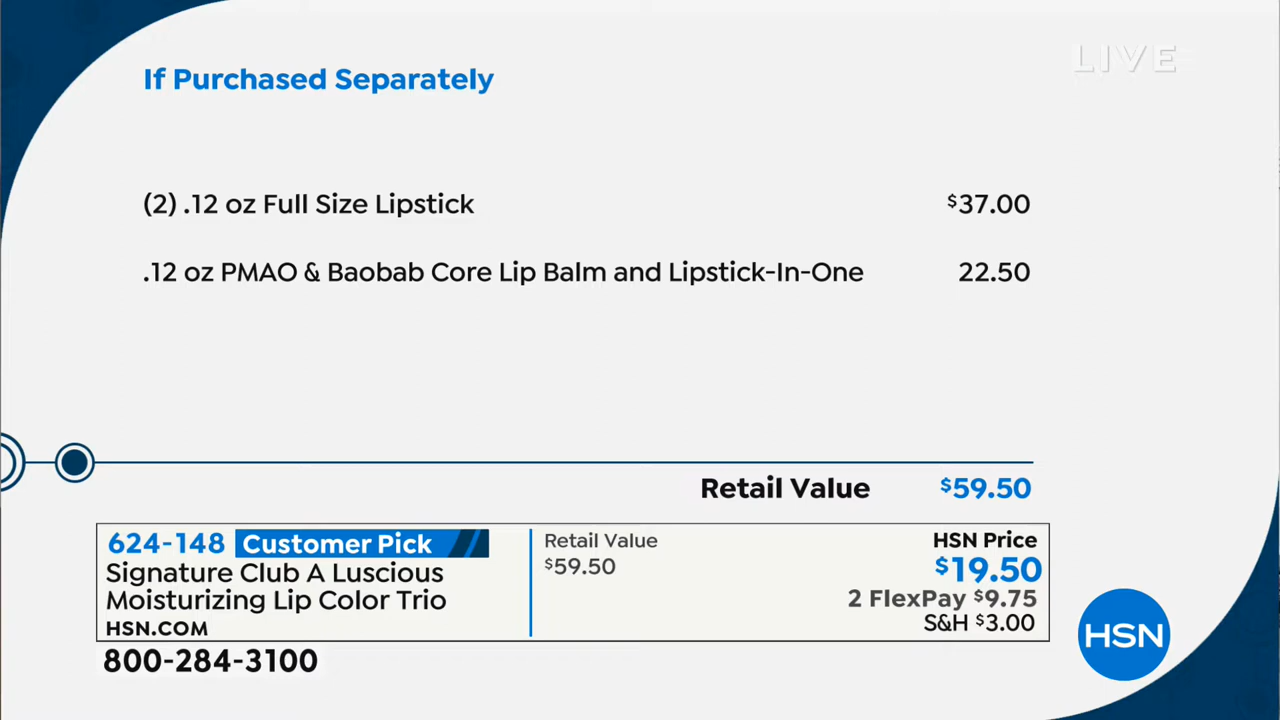 LIVE
If Purchased Separately
(2) .12 oz Full Size Lipstick $37.00
.12 oz PMAO & Baobab Core Lip Balm and Lipstick-In-One 22.50
Retail Value $59.50
624-148 Customer Pick
Signature Club A Luscious
Moisturizing Lip Color Trio
HSN.COM
800-284-3100
Retail Value
$59.50
HSN Price
$19.50
2 FlexPay $9.75
S&H $3.00
HSN